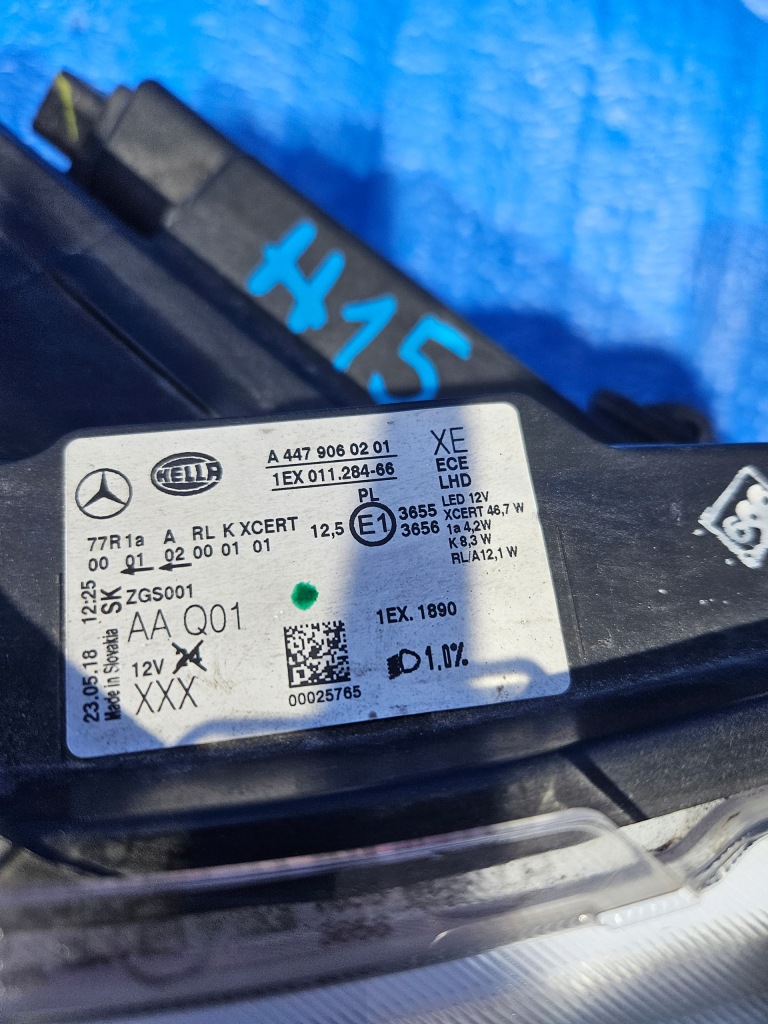 H15
A 447 906 02 01
1EX 011.284-66
XE
ECE
LHD
HELLA
PL
12,5 E1 3655
3656
LED 12V
XCERT 46,7 W
1a 4,2W
K 8,3 W
RL/A12,1 W
77R 1a A RL K XCERT
00 01 02 00 01 01
23.05.18 12:25
Made in Slovakia SK
ZGS001
AA Q01
12V
XXX
00025765
1EX. 1890
1,0%